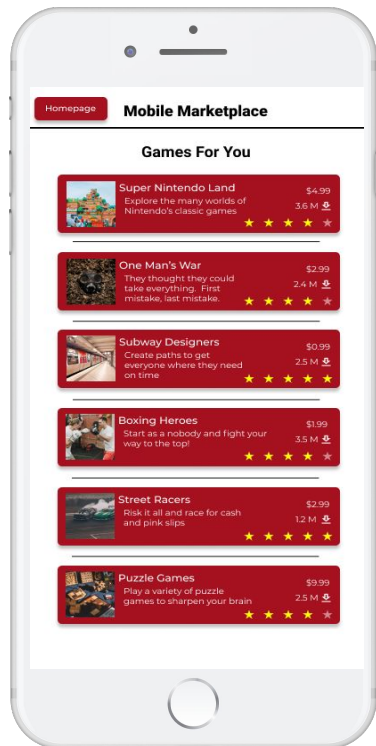 Homepage
Mobile Marketplace
Games For You
Super Nintendo Land
$4.99
Explore the many worlds of
3.6 M
Nintendo's classic games
One Man's War
$2.99
They thought they could
take everything. First
2.4 M
mistake, last mistake.
Subway Designers
$0.99
Create paths to get
everyone where they need
2.5 M
on time
Boxing Heroes
$1.99
Start as a nobody and fight your
3.5 M
way to the top!
Street Racers
$2.99
Risk it all and race for cash
1.2 M
and pink slips
Puzzle Games
$9.99
Play a variety of puzzle
2.5 M
games to sharpen your brain